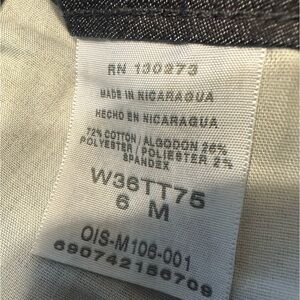 RN 130273
MADE IN NICARAGUA
HECHO EN NICARAGUA
72% COTTON / ALGODON 26%
POLYESTER / POLIESTER 2%
SPANDEX
W36TT75
6 M
OIS-M106-001
690742156709